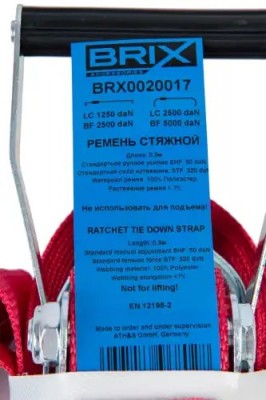 BRIX
ACCESSORIES
BRX0020017
LC 1250 daN LC 2500 daN
BF 2500 daN BF 5000 daN
РЕМЕНЬ СТЯЖНОЙ
Длина: 0,3м
Стандартное ручное усилие SHF 50 daN
Стандартная сила натяжения, STF 320 daN
Материал ремня 100% Полиэстер
Растяжение ремня < 7%
Не использовать для подъема!
RATCHET TIE DOWN STRAP
Length: 0,3m
Standard manual adjustment SHF 50 daN
Standard tension force STF 320 daN
Webbing material: 100% Polyester
Webbing elongation <7%
Not for lifting!
EN 12195-2
Made to order and under supervision
ATH&S GmbH, Germany